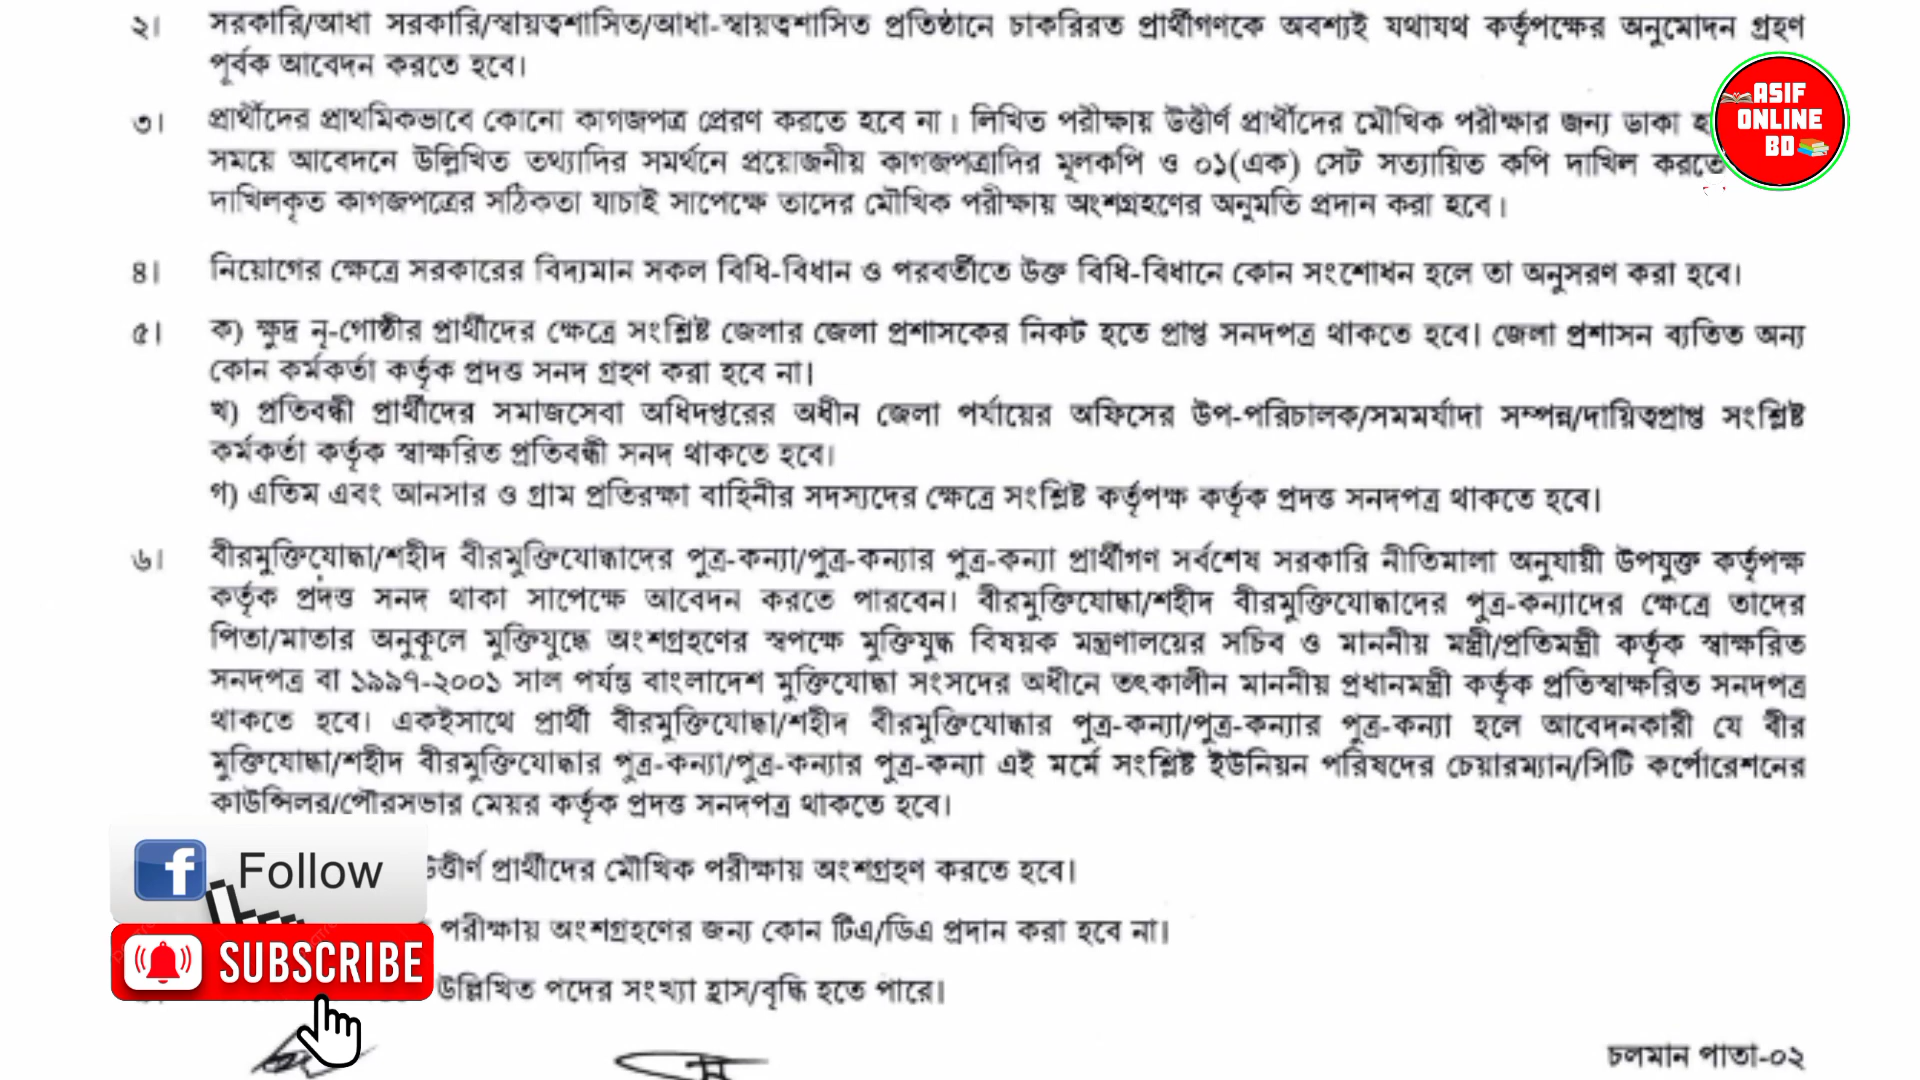 ২। সরকারি/আধা সরকারি/স্বায়ত্বশাসিত/আধা-স্বায়ত্বশাসিত প্রতিষ্ঠানে চাকরিরত প্রার্থীগণকে অবশ্যই যথাযথ কর্তৃপক্ষের অনুমোদন গ্রহণ
পূর্বক আবেদন করতে হবে।
৩। প্রার্থীদের প্রাথমিকভাবে কোনো কাগজপত্র প্রেরণ করতে হবে না। লিখিত পরীক্ষায় উত্তীর্ণ প্রার্থীদের মৌখিক পরীক্ষার জন্য ডাকা
সময়ে আবেদনে উল্লিখিত তথ্যাদির সমর্থনে প্রয়োজনীয় কাগজপত্রাদির মূলকপি ও ০১(এক) সেট সত্যায়িত কপি দাখিল করতে
দাখিলকৃত কাগজপত্রের সঠিকতা যাচাই সাপেক্ষে তাদের মৌখিক পরীক্ষায় অংশগ্রহণের অনুমতি প্রদান করা হবে।
ASIF
ONLINE
BD
৪। নিয়োগের ক্ষেত্রে সরকারের বিদ্যমান সকল বিধি-বিধান ও পরবর্তীতে উক্ত বিধি-বিধানে কোন সংশোধন হলে তা অনুসরণ করা হবে।
৫। ক) ক্ষুদ্র নৃ-গোষ্ঠীর প্রার্থীদের ক্ষেত্রে সংশ্লিষ্ট জেলার জেলা প্রশাসকের নিকট হতে প্রাপ্ত সনদপত্র থাকতে হবে। জেলা প্রশাসন ব্যতিত অন্য
কোন কর্মকর্তা কর্তৃক প্রদত্ত সনদ গ্রহণ করা হবে না।
খ) প্রতিবন্ধী প্রার্থীদের সমাজসেবা অধিদপ্তরের অধীন জেলা পর্যায়ের অফিসের উপ-পরিচালক/সমমর্যাদা সম্পন্ন/দায়িত্বপ্রাপ্ত সংশ্লিষ্ট
কর্মকর্তা কর্তৃক স্বাক্ষরিত প্রতিবন্ধী সনদ থাকতে হবে।
গ) এতিম এবং আনসার ও গ্রাম প্রতিরক্ষা বাহিনীর সদস্যদের ক্ষেত্রে সংশ্লিষ্ট কর্তৃপক্ষ কর্তৃক প্রদত্ত সনদপত্র থাকতে হবে।
৬। বীরমুক্তিযোদ্ধা/শহীদ বীরমুক্তিযোদ্ধাদের পুত্র-কন্যা/পুত্র-কন্যার পুত্র-কন্যা প্রার্থীগণ সর্বশেষ সরকারি নীতিমালা অনুযায়ী উপযুক্ত কর্তৃপক্ষ
কর্তৃক প্রদত্ত সনদ থাকা সাপেক্ষে আবেদন করতে পারবেন। বীরমুক্তিযোদ্ধা/শহীদ বীরমুক্তিযোদ্ধাদের পুত্র-কন্যাদের ক্ষেত্রে তাদের
পিতা/মাতার অনুকূলে মুক্তিযুদ্ধে অংশগ্রহণের স্বপক্ষে মুক্তিযুদ্ধ বিষয়ক মন্ত্রণালয়ের সচিব ও মাননীয় মন্ত্রী/প্রতিমন্ত্রী কর্তৃক স্বাক্ষরিত
সনদপত্র বা ১৯৯৭-২০০১ সাল পর্যন্ত বাংলাদেশ মুক্তিযোদ্ধা সংসদের অধীনে তৎকালীন মাননীয় প্রধানমন্ত্রী কর্তৃক প্রতিস্বাক্ষরিত সনদপত্র
থাকতে হবে। একইসাথে প্রার্থী বীরমুক্তিযোদ্ধা/শহীদ বীরমুক্তিযোদ্ধার পুত্র-কন্যা/পুত্র-কন্যার পুত্র-কন্যা হলে আবেদনকারী যে বীর
মুক্তিযোদ্ধা/শহীদ বীরমুক্তিযোদ্ধার পুত্র-কন্যা/পুত্র-কন্যার পুত্র-কন্যা এই মর্মে সংশ্লিষ্ট ইউনিয়ন পরিষদের চেয়ারম্যান/সিটি কর্পোরেশনের
কাউন্সিলর/পৌরসভার মেয়র কর্তৃক প্রদত্ত সনদপত্র থাকতে হবে।
f Follow
উত্তীর্ণ প্রার্থীদের মৌখিক পরীক্ষায় অংশগ্রহণ করতে হবে।
পরীক্ষায় অংশগ্রহণের জন্য কোন টিএ/ডিএ প্রদান করা হবে না।
SUBSCRIBE
উল্লিখিত পদের সংখ্যা হ্রাস/বৃদ্ধি হতে পারে।
চলমান পাতা-০২